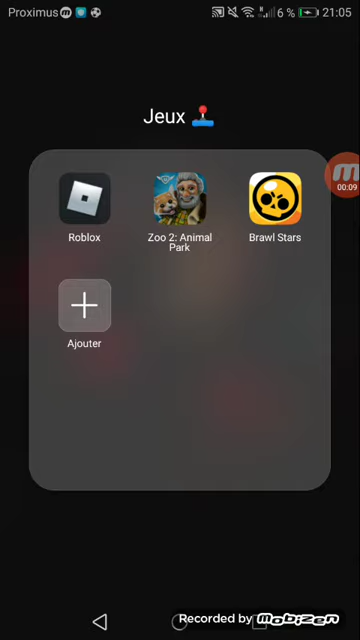 Proximus 6 % 21:05
Jeux
00:09
Roblox
Zoo 2: Animal
Park
Brawl Stars
Ajouter
Recorded by mobizen